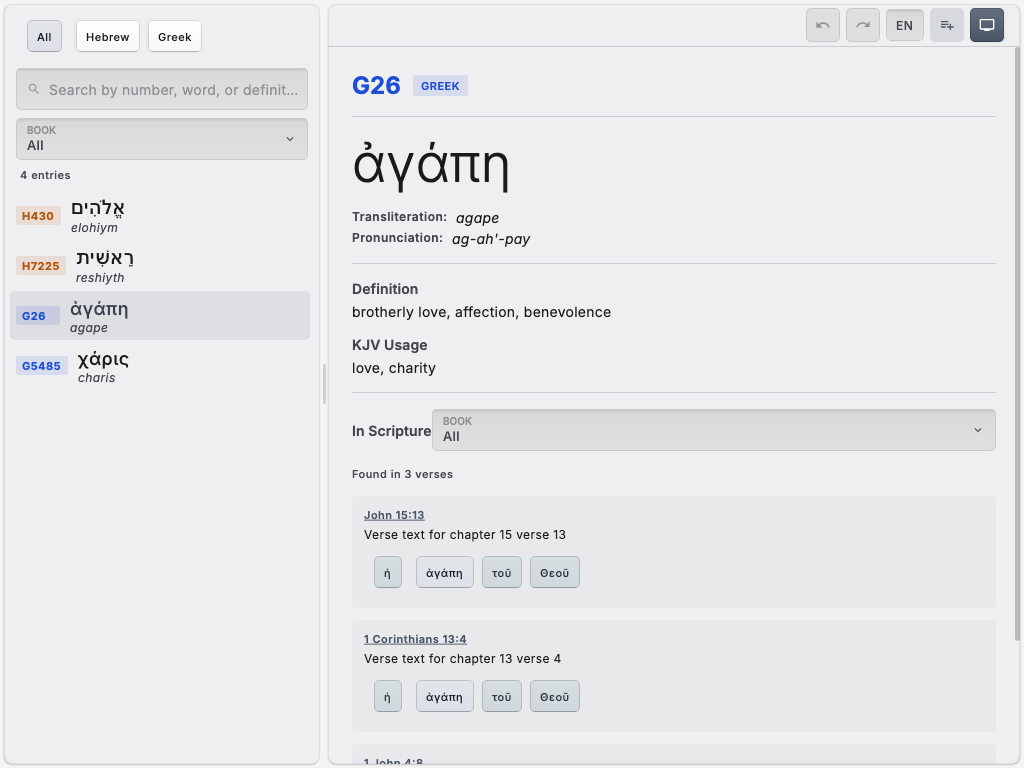 All
Hebrew
Greek
Search by number, word, or definit...
BOOK
All
4 entries
H430
אֱלֹהִים
elohiym
H7225
רֵאשִׁית
reshiyth
G26
ἀγάπη
agape
G5485
χάρις
charis
EN
G26
GREEK
ἀγάπη
Transliteration: agape
Pronunciation: ag-ah'-pay
Definition
brotherly love, affection, benevolence
KJV Usage
love, charity
In Scripture
BOOK
All
Found in 3 verses
John 15:13
Verse text for chapter 15 verse 13
ἡ ἀγάπη τοῦ Θεοῦ
1 Corinthians 13:4
Verse text for chapter 13 verse 4
ἡ ἀγάπη τοῦ Θεοῦ
1 John 4:8